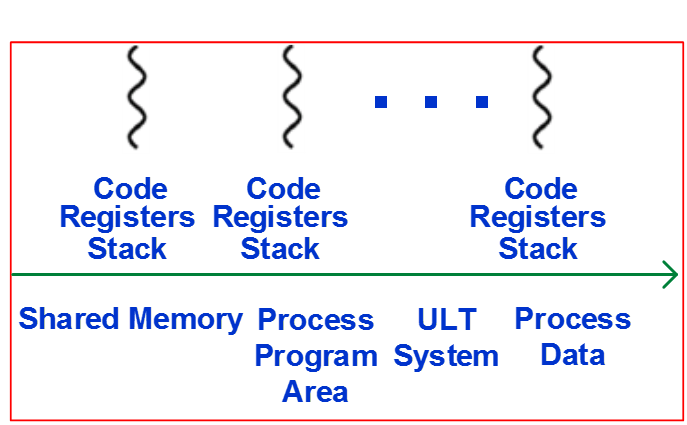 Code Code Code
Registers Registers Registers
Stack Stack Stack
Shared Memory Process ULT Process
Program System Data
Area